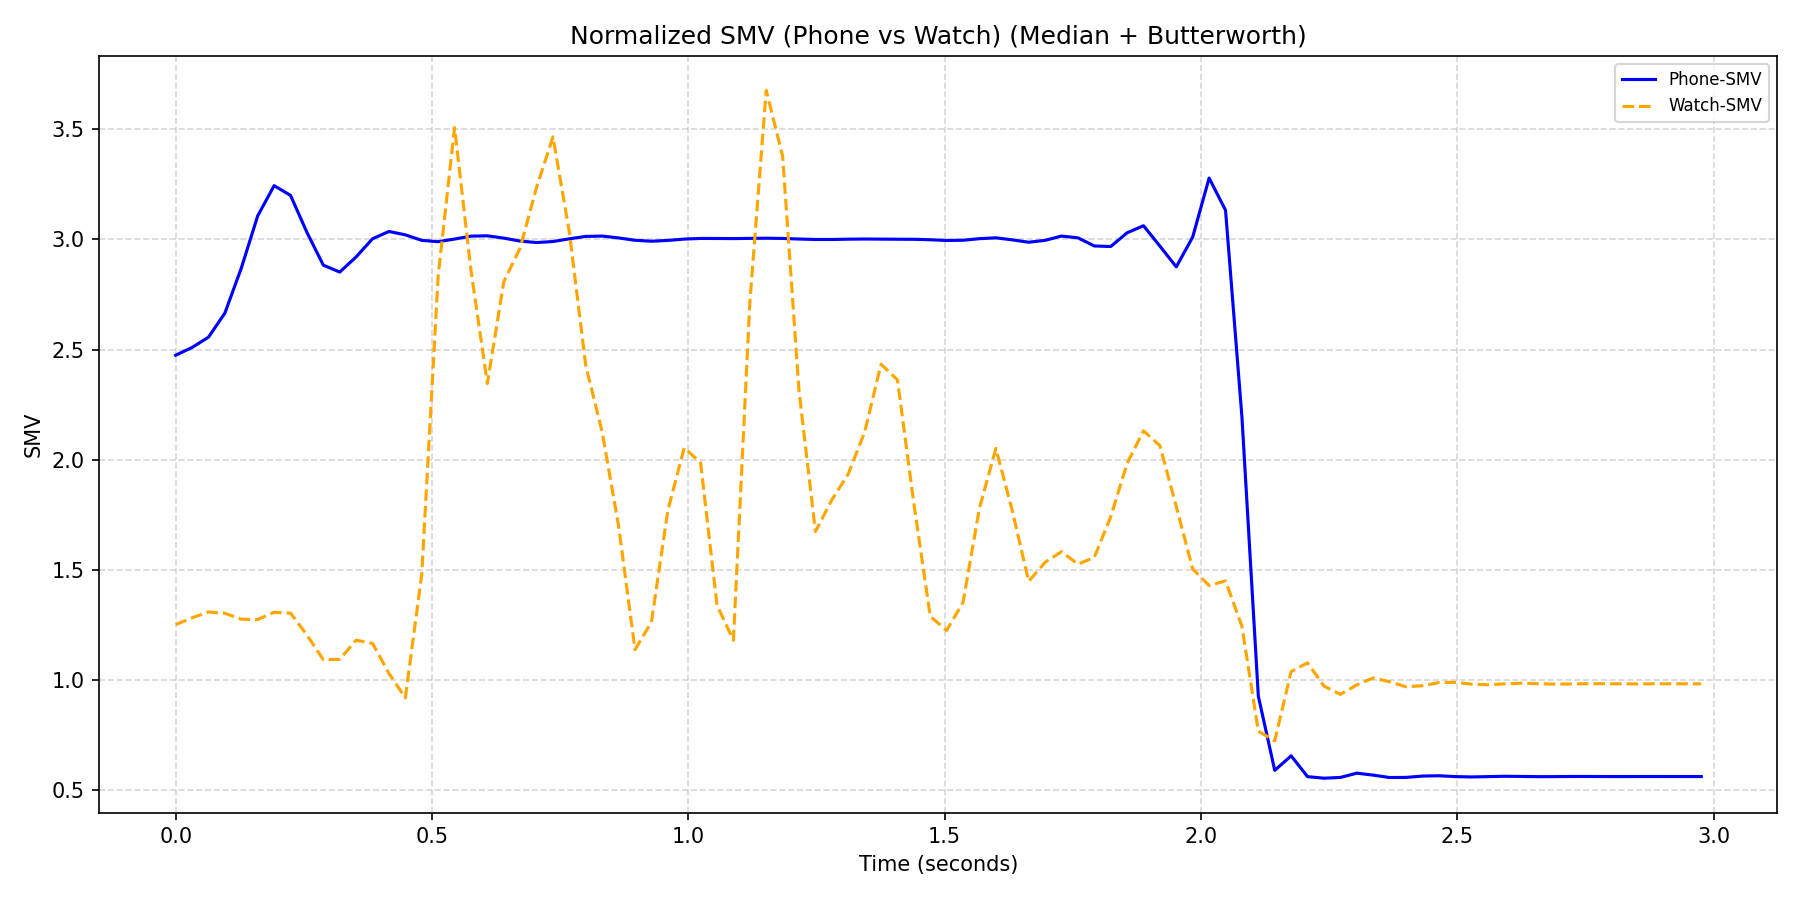 Normalized SMV (Phone vs Watch) (Median + Butterworth)
Phone-SMV
Watch-SMV
SMV
3.5
3.0
2.5
2.0
1.5
1.0
0.5
0.0 0.5 1.0 1.5 2.0 2.5 3.0
Time (seconds)